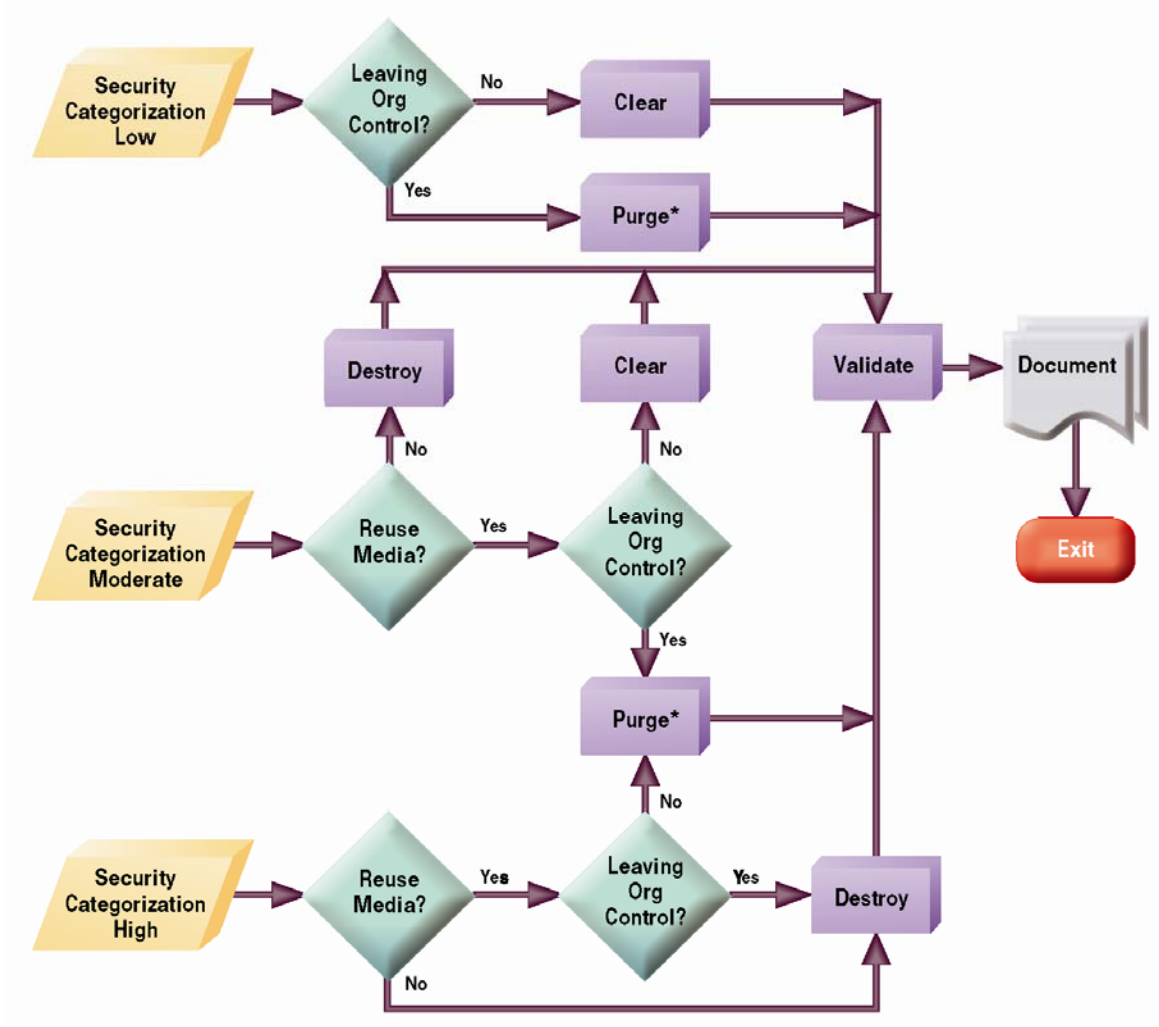 Security
Categorization
Low
Leaving
Org
Control?
No
Clear
Yes
Purge*
Destroy
Clear
Validate
Document
No
No
Security
Categorization
Moderate
Reuse
Media?
Yes
Leaving
Org
Control?
Exit
Yes
Purge*
No
Security
Categorization
High
Reuse
Media?
Yes
Leaving
Org
Control?
Yes
Destroy
No